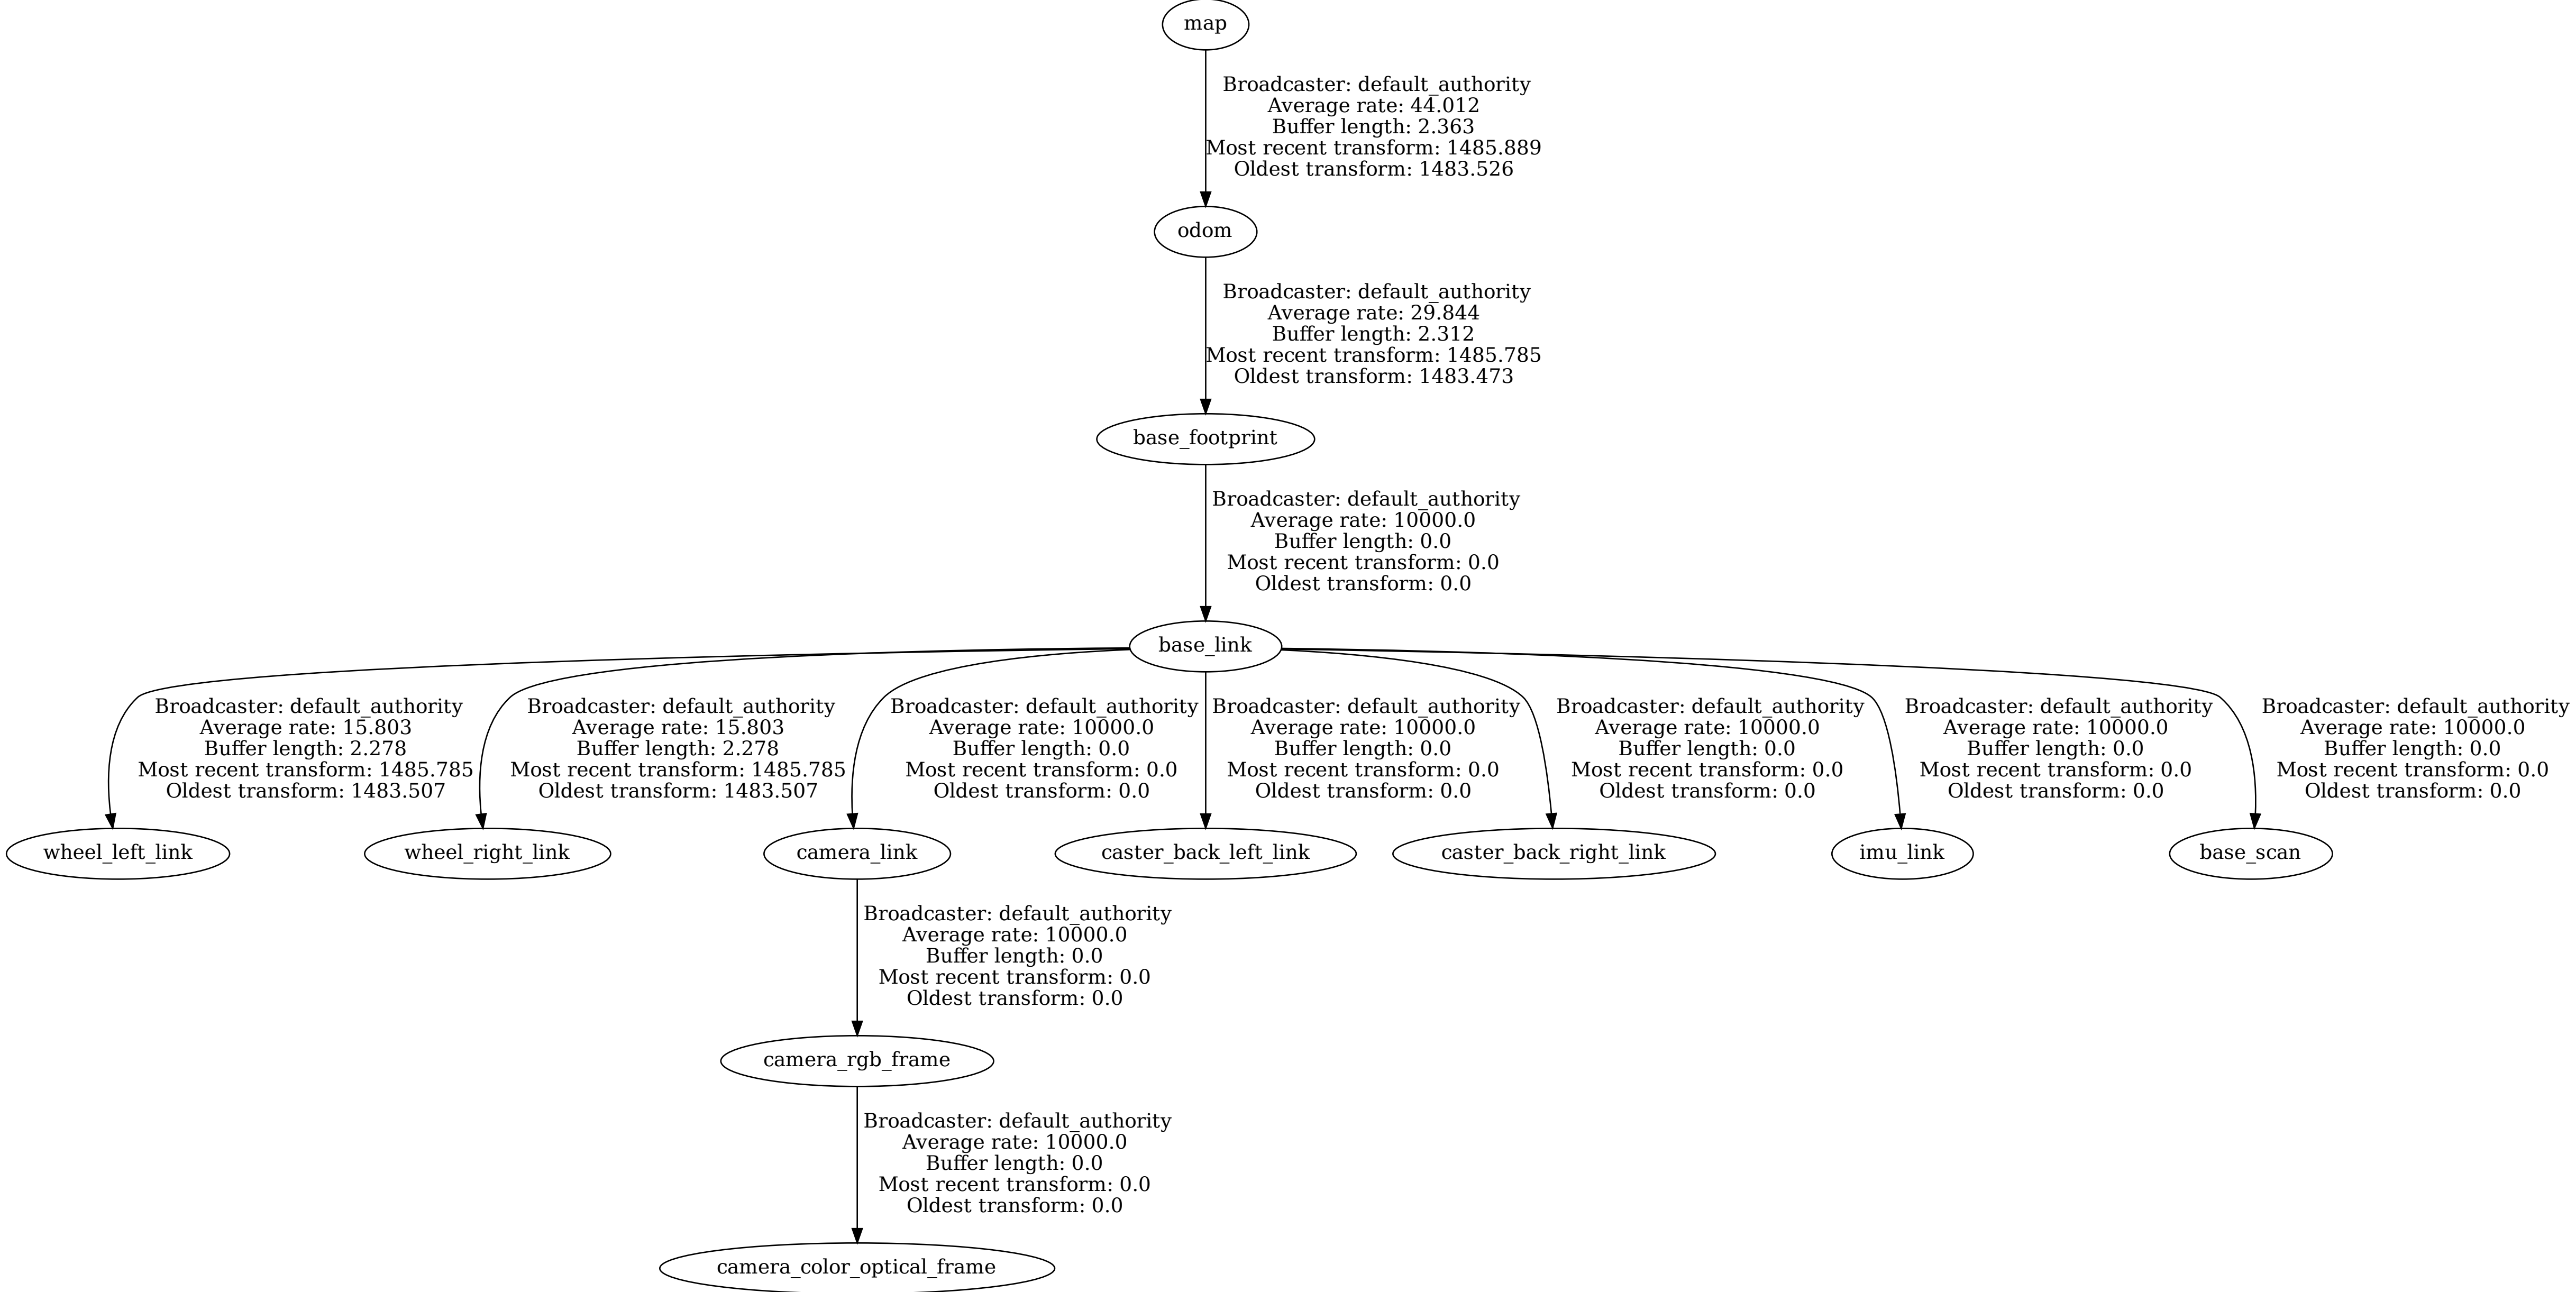 map
Broadcaster: default_authority
Average rate: 44.012
Buffer length: 2.363
Most recent transform: 1485.889
Oldest transform: 1483.526
odom
Broadcaster: default_authority
Average rate: 29.844
Buffer length: 2.312
Most recent transform: 1485.785
Oldest transform: 1483.473
base_footprint
Broadcaster: default_authority
Average rate: 10000.0
Buffer length: 0.0
Most recent transform: 0.0
Oldest transform: 0.0
base_link
Broadcaster: default_authority
Average rate: 15.803
Buffer length: 2.278
Most recent transform: 1485.785
Oldest transform: 1483.507
Broadcaster: default_authority
Average rate: 15.803
Buffer length: 2.278
Most recent transform: 1485.785
Oldest transform: 1483.507
Broadcaster: default_authority
Average rate: 10000.0
Buffer length: 0.0
Most recent transform: 0.0
Oldest transform: 0.0
Broadcaster: default_authority
Average rate: 10000.0
Buffer length: 0.0
Most recent transform: 0.0
Oldest transform: 0.0
Broadcaster: default_authority
Average rate: 10000.0
Buffer length: 0.0
Most recent transform: 0.0
Oldest transform: 0.0
Broadcaster: default_authority
Average rate: 10000.0
Buffer length: 0.0
Most recent transform: 0.0
Oldest transform: 0.0
Broadcaster: default_authority
Average rate: 10000.0
Buffer length: 0.0
Most recent transform: 0.0
Oldest transform: 0.0
wheel_left_link
wheel_right_link
camera_link
caster_back_left_link
caster_back_right_link
imu_link
base_scan
Broadcaster: default_authority
Average rate: 10000.0
Buffer length: 0.0
Most recent transform: 0.0
Oldest transform: 0.0
camera_rgb_frame
Broadcaster: default_authority
Average rate: 10000.0
Buffer length: 0.0
Most recent transform: 0.0
Oldest transform: 0.0
camera_color_optical_frame